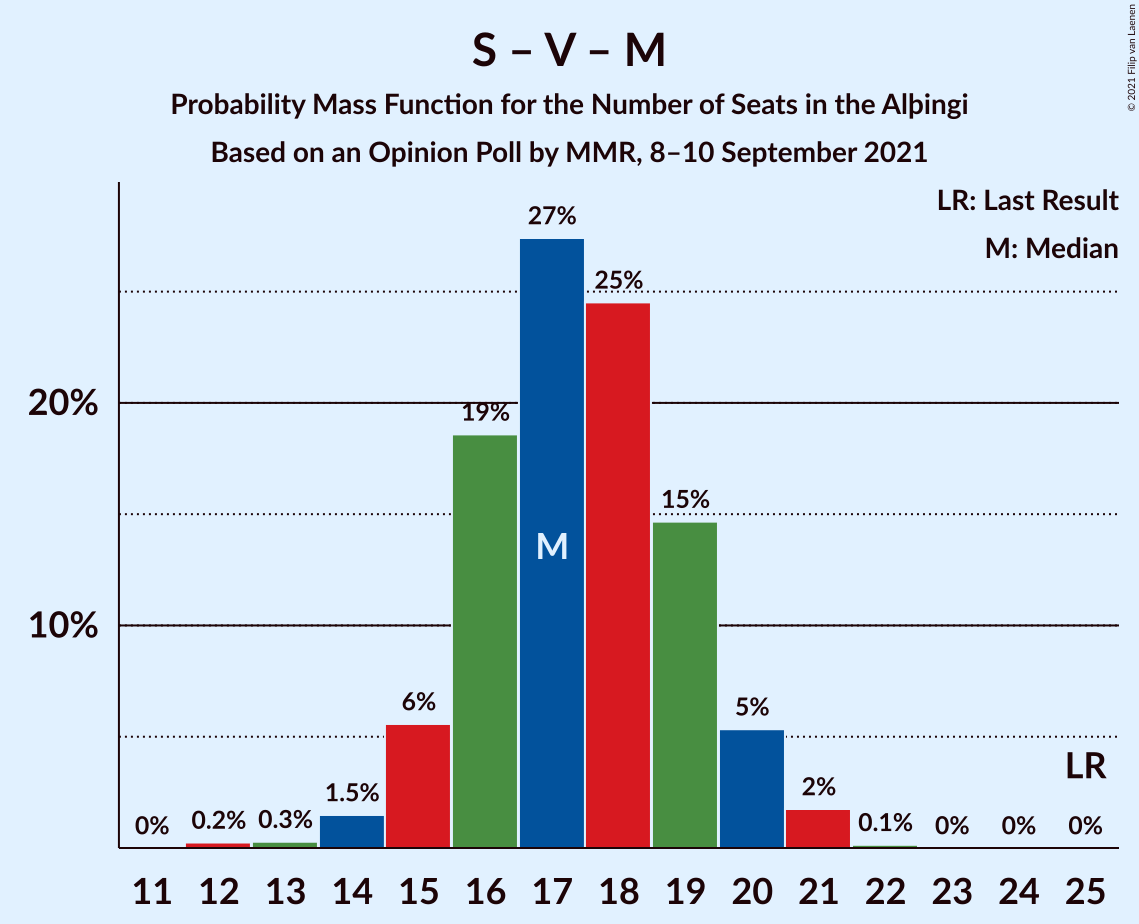 S – V – M
Probability Mass Function for the Number of Seats in the Alþingi
Based on an Opinion Poll by MMR, 8–10 September 2021
© 2021 Filip van Laenen
LR: Last Result
M: Median
27%
25%
20%
19%
15%
M
10%
6%
5%
LR
1.5%
2%
0%
0.2%
0.3%
0.1%
0%
0%
0%
11 12 13 14 15 16 17 18 19 20 21 22 23 24 25